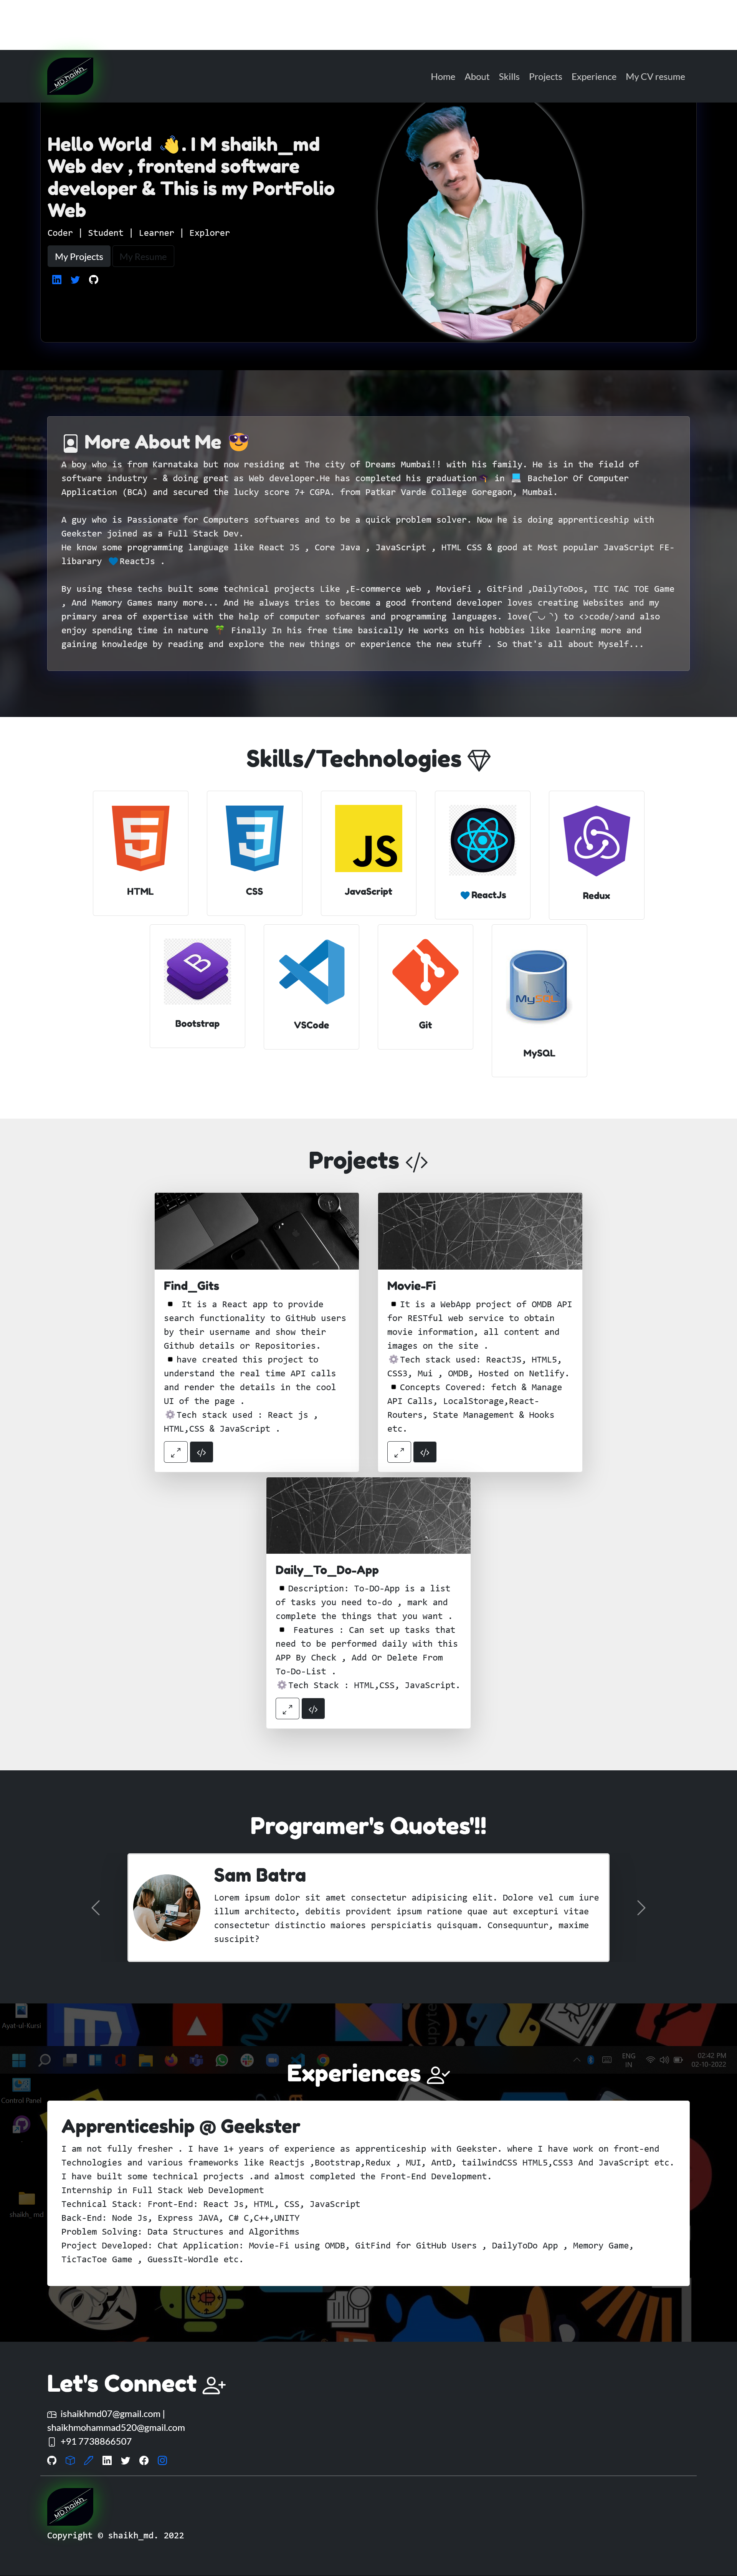 MD.haikh_
Home About Skills Projects Experience My CV resume
Hello World 👋. I M shaikh_md
Web dev , frontend software
developer & This is my PortFolio
Web
Coder | Student | Learner | Explorer
My Projects My Resume
More About Me 😎
A boy who is from Karnataka but now residing at The city of Dreams Mumbai!! with his family. He is in the field of
software industry - & doing great as Web developer.He has completed his graduation🎓 in 💻 Bachelor Of Computer
Application (BCA) and secured the lucky score 7+ CGPA. from Patkar Varde College Goregaon, Mumbai.
A guy who is Passionate for Computers softwares and to be a quick problem solver. Now he is doing apprenticeship with
Geekster joined as a Full Stack Dev.
He know some programming language like React JS , Core Java , JavaScript , HTML CSS & good at Most popular JavaScript FE-
libarary 💙ReactJs .
By using these techs built some technical projects Like ,E-commerce web , MovieFi , GitFind ,DailyToDos, TIC TAC TOE Game
, And Memory Games many more... And He always tries to become a good frontend developer loves creating Websites and my
primary area of expertise with the help of computer sofwares and programming languages. love(‾◡◝) to <>code/>and also
enjoy spending time in nature 🌱 Finally In his free time basically He works on his hobbies like learning more and
gaining knowledge by reading and explore the new things or experience the new stuff . So that's all about Myself...
Skills/Technologies
JS
HTML CSS JavaScript 💙ReactJs Redux
B
MySQL
Bootstrap VSCode Git
MySQL
Projects </>
Find_Gits
▪ It is a React app to provide
search functionality to GitHub users
by their username and show their
Github details or Repositories.
▪have created this project to
understand the real time API calls
and render the details in the cool
UI of the page .
⚙Tech stack used : React js ,
HTML,CSS & JavaScript .
Movie-Fi
▪It is a WebApp project of OMDB API
for RESTful web service to obtain
movie information, all content and
images on the site .
⚙Tech stack used: ReactJS, HTML5,
CSS3, Mui , OMDB, Hosted on Netlify.
▪Concepts Covered: fetch & Manage
API Calls, LocalStorage,React-
Routers, State Management & Hooks
etc.
Daily_To_Do-App
▪Description: To-DO-App is a list
of tasks you need to-do , mark and
complete the things that you want .
▪ Features : Can set up tasks that
need to be performed daily with this
APP By Check , Add Or Delete From
To-Do-List .
⚙Tech Stack : HTML,CSS, JavaScript.
Programer's Quotes'!!
Sam Batra
Lorem ipsum dolor sit amet consectetur adipisicing elit. Dolore vel cum iure
illum architecto, debitis provident ipsum ratione quae aut excepturi vitae
consectetur distinctio maiores perspiciatis quisquam. Consequuntur, maxime
suscipit?
Ayat-ul-Kursi
ENG
IN
02:42 PM
02-10-2022
Experiences
Control Panel
shaikh_ md
Apprenticeship @ Geekster
I am not fully fresher . I have 1+ years of experience as apprenticeship with Geekster. where I have work on front-end
Technologies and various frameworks like Reactjs ,Bootstrap,Redux , MUI, AntD, tailwindCSS HTML5,CSS3 And JavaScript etc.
I have built some technical projects .and almost completed the Front-End Development.
Internship in Full Stack Web Development
Technical Stack: Front-End: React Js, HTML, CSS, JavaScript
Back-End: Node Js, Express JAVA, C# C,C++,UNITY
Problem Solving: Data Structures and Algorithms
Project Developed: Chat Application: Movie-Fi using OMDB, GitFind for GitHub Users , DailyToDo App , Memory Game,
TicTacToe Game , GuessIt-Wordle etc.
Let's Connect
ishaikhmd07@gmail.com |
shaikhmohammad520@gmail.com
+91 7738866507
MD.haikh_
Copyright © shaikh_md. 2022